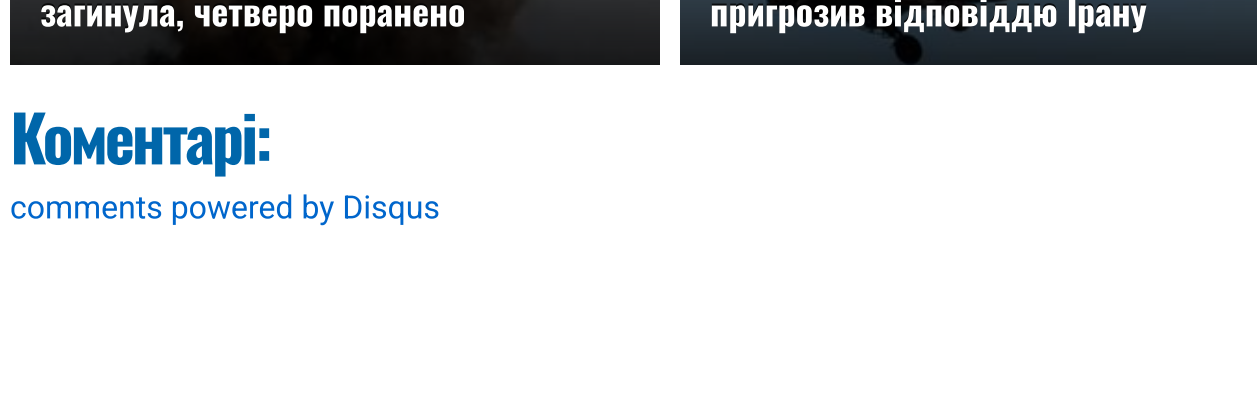 загинула, четверо поранено
пригрозив відповіддю Ірану
Коментарі:
comments powered by Disqus